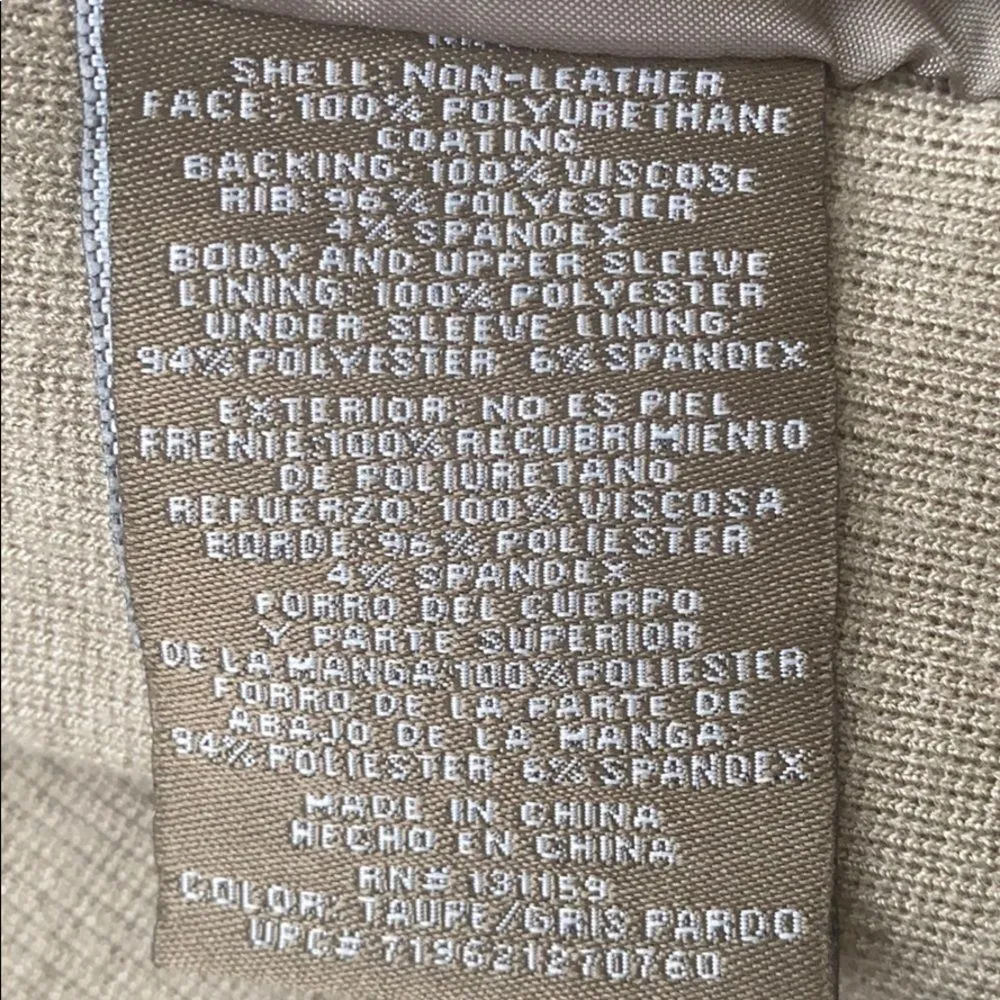 SHELL: NON-LEATHER
FACE: 100% POLYURETHANE
COATING
BACKING: 100% VISCOSE
RIB: 96% POLYESTER
4% SPANDEX
BODY AND UPPER SLEEVE
LINING: 100% POLYESTER
UNDER SLEEVE LINING:
94% POLYESTER 6% SPANDEX
EXTERIOR: NO ES PIEL
FRENTE: 100% RECUBRIMIENTO
DE POLIURETANO
REFUERZO: 100% VISCOSA
BORDE: 96% POLIESTER
4% SPANDEX
FORRO DEL CUERPO
Y PARTE SUPERIOR
DE LA MANGA: 100% POLIESTER
FORRO DE LA PARTE DE
ABAJO DE LA MANGA:
94% POLIESTER 6% SPANDEX
MADE IN CHINA
HECHO EN CHINA
RN# 131159
COLOR: TAUPE/GRIS PARDO
UPC# 719621270760